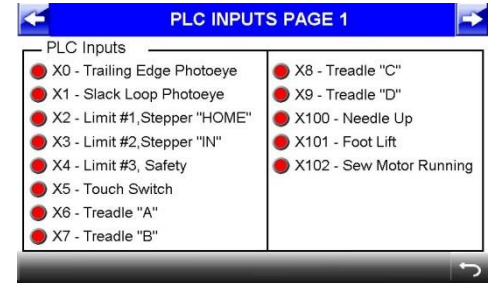 PLC INPUTS PAGE 1
PLC Inputs
X0 - Trailing Edge Photoeye
X1 - Slack Loop Photoeye
X2 - Limit #1,Stepper "HOME"
X3 - Limit #2,Stepper "IN"
X4 - Limit #3, Safety
X5 - Touch Switch
X6 - Treadle "A"
X7 - Treadle "B"
X8 - Treadle "C"
X9 - Treadle "D"
X100 - Needle Up
X101 - Foot Lift
X102 - Sew Motor Running